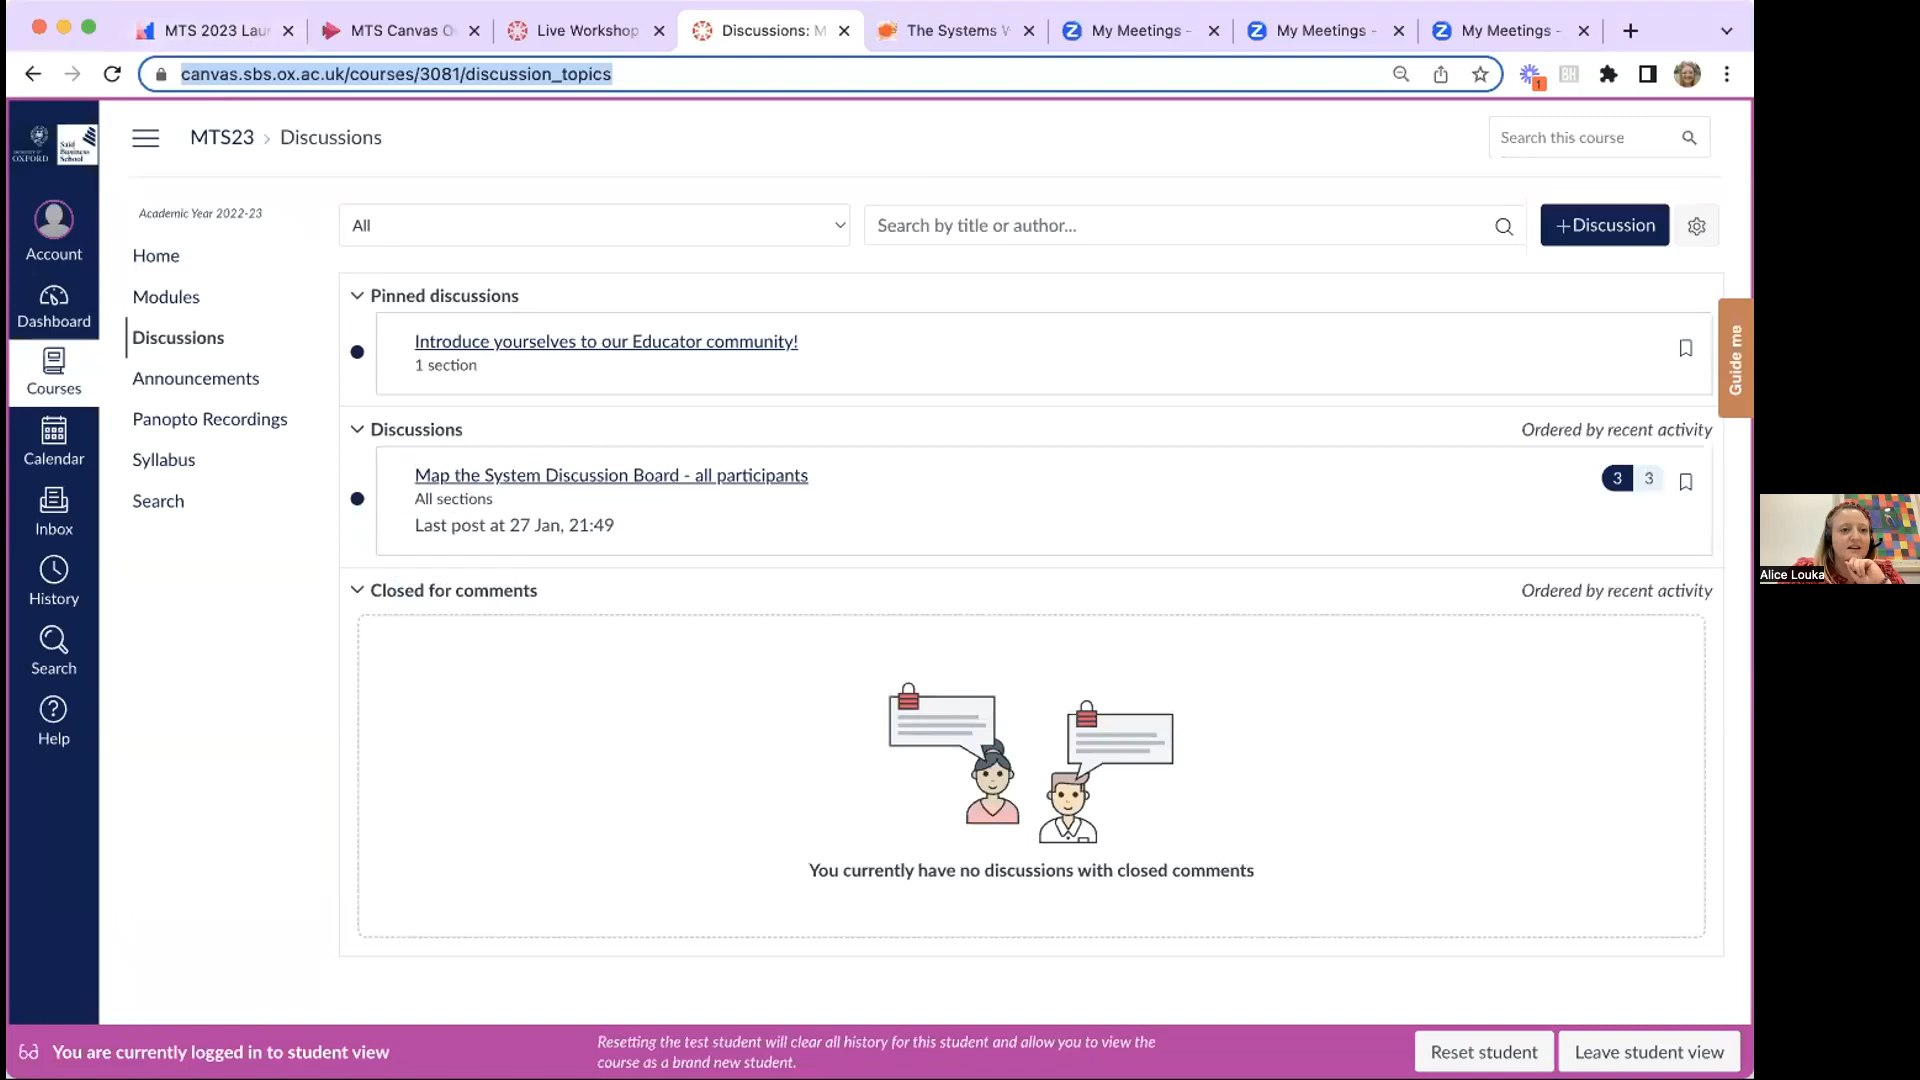 MTS 2023 Lau
MTS Canvas O
Live Workshop
Discussions: M
The Systems V
My Meetings -
My Meetings -
My Meetings -
canvas.sbs.ox.ac.uk/courses/3081/discussion_topics
1
UNIVERSITY OF
OXFORD
Saïd
Business
School
MTS23 › Discussions
Search this course
Academic Year 2022-23
Home
Modules
Discussions
Announcements
Panopto Recordings
Syllabus
Search
Account
Dashboard
Courses
Calendar
Inbox
History
Search
Help
All
Search by title or author...
+Discussion
Pinned discussions
Introduce yourselves to our Educator community!
1 section
Discussions
Ordered by recent activity
Map the System Discussion Board - all participants
All sections
Last post at 27 Jan, 21:49
3 3
Closed for comments
Ordered by recent activity
You currently have no discussions with closed comments
Guide me
Alice Louka
You are currently logged in to student view
Resetting the test student will clear all history for this student and allow you to view the
course as a brand new student.
Reset student
Leave student view